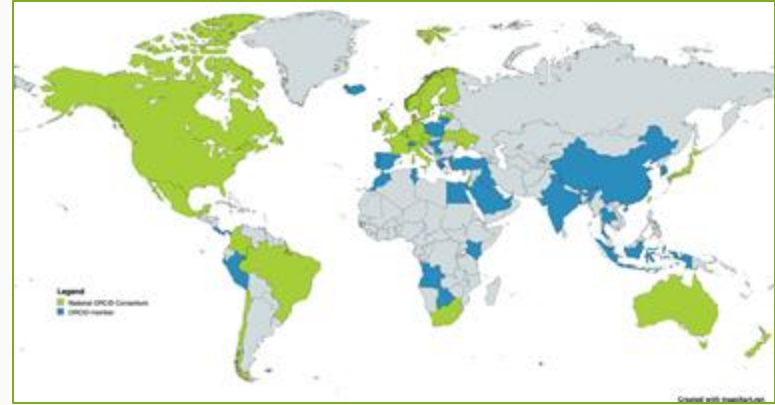 Legend
National ORCID Consortium
ORCID member
Created with mapchart.net